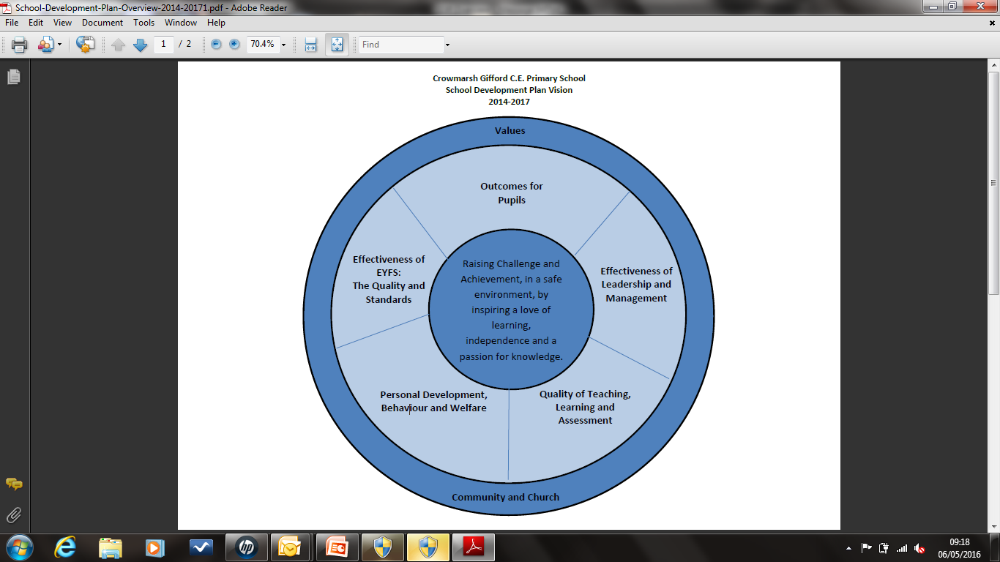 School-Development-Plan-Overview-2014-20171.pdf - Adobe Reader
File Edit View Document Tools Window Help
1 / 2 70.4% Find
Crowmarsh Gifford C.E. Primary School
School Development Plan Vision
2014-2017
Values
Outcomes for
Pupils
Effectiveness of
EYFS:
The Quality and
Standards
Raising Challenge and
Achievement, in a safe
environment, by
inspiring a love of
learning,
independence and a
passion for knowledge.
Effectiveness of
Leadership and
Management
Personal Development,
Behaviour and Welfare
Quality of Teaching,
Learning and
Assessment
Community and Church
09:18
06/05/2016